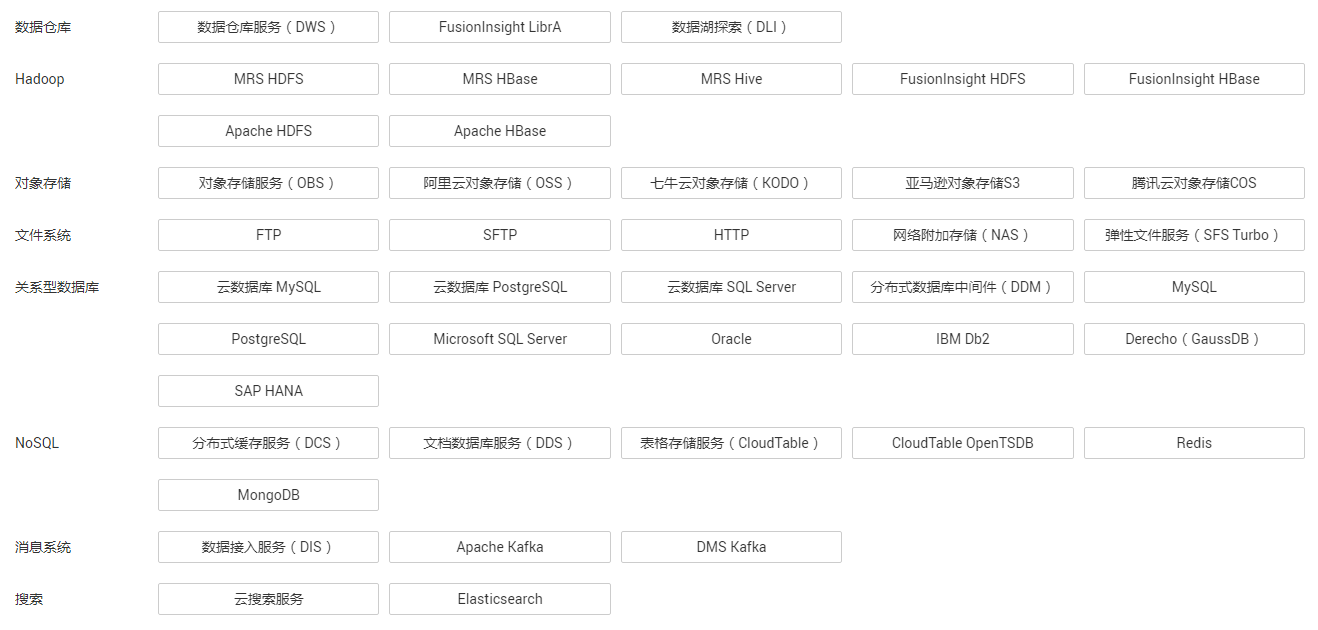 数据仓库 数据仓库服务（DWS） FusionInsight LibrA 数据湖探索（DLI）
Hadoop MRS HDFS MRS HBase MRS Hive FusionInsight HDFS FusionInsight HBase
Apache HDFS Apache HBase
对象存储 对象存储服务（OBS） 阿里云对象存储（OSS） 七牛云对象存储（KODO） 亚马逊对象存储S3 腾讯云对象存储COS
文件系统 FTP SFTP HTTP 网络附加存储（NAS） 弹性文件服务（SFS Turbo）
关系型数据库 云数据库 MySQL 云数据库 PostgreSQL 云数据库 SQL Server 分布式数据库中间件（DDM） MySQL
PostgreSQL Microsoft SQL Server Oracle IBM Db2 Derecho（GaussDB）
SAP HANA
NoSQL 分布式缓存服务（DCS） 文档数据库服务（DDS） 表格存储服务（CloudTable） CloudTable OpenTSDB Redis
MongoDB
消息系统 数据接入服务（DIS） Apache Kafka DMS Kafka
搜索 云搜索服务 Elasticsearch